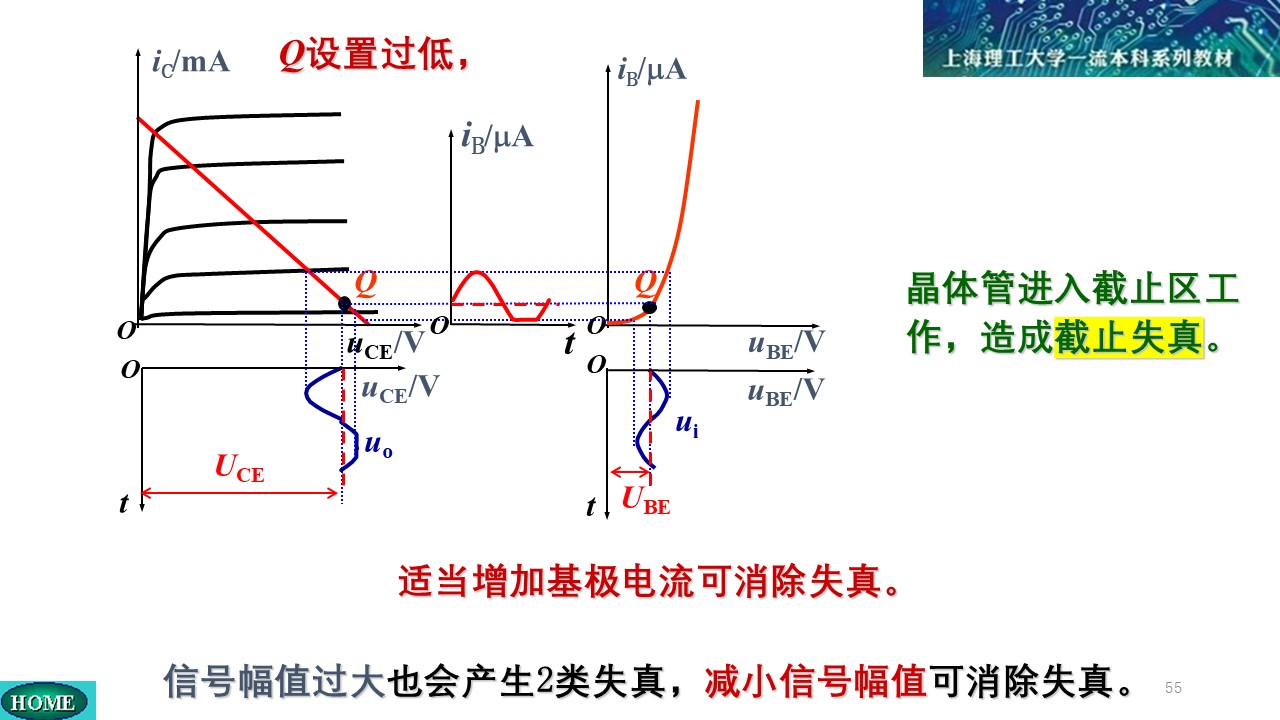 上海理工大学一流本科系列教材
Q设置过低，
iC/mA
iB/μA
iB/μA
Q
Q
O
uCE/V
O
t
O
uBE/V
O
uCE/V
O
uBE/V
uo
ui
UCE
UBE
t
t
晶体管进入截止区工
作，造成截止失真。
适当增加基极电流可消除失真。
信号幅值过大也会产生2类失真，减小信号幅值可消除失真。
55
HOME